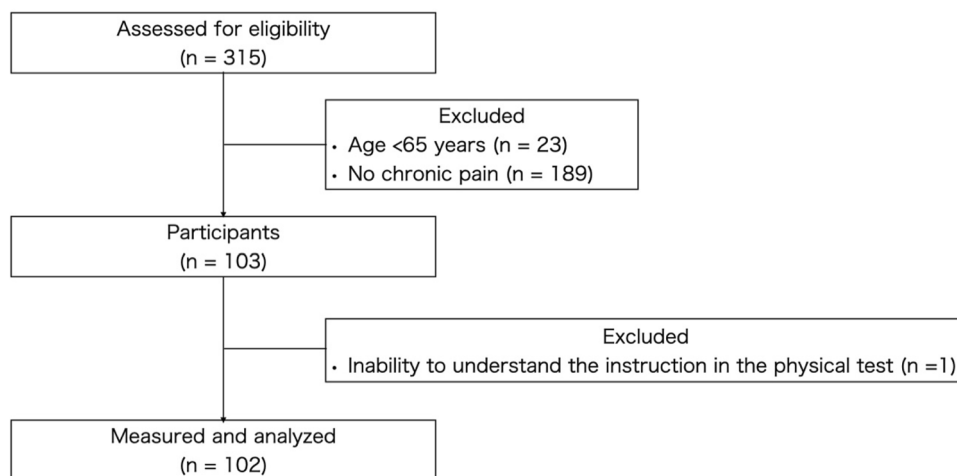 Assessed for eligibility
(n = 315)
Excluded
・Age <65 years (n = 23)
・No chronic pain (n = 189)
Participants
(n = 103)
Excluded
・Inability to understand the instruction in the physical test (n =1)
Measured and analyzed
(n = 102)